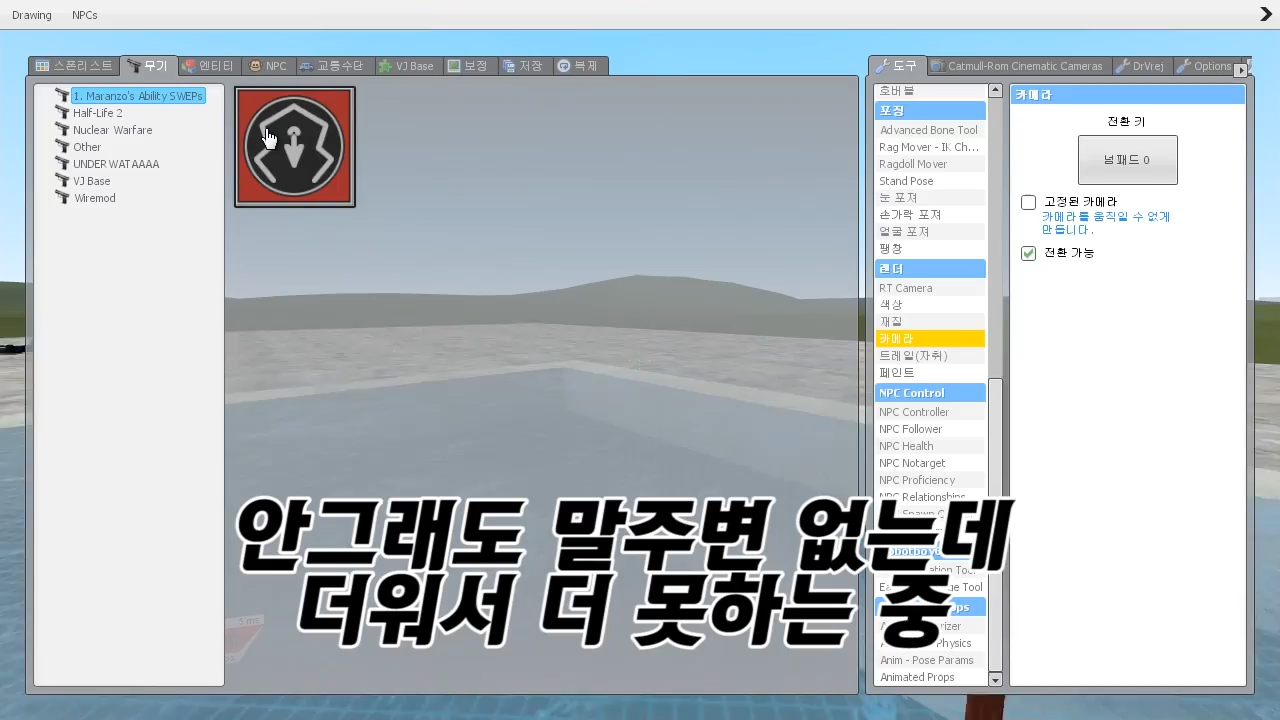 Drawing NPCs
스폰리스트 무기 엔티티 NPC 교통수단 VJ Base 보정 저장 복제
1. Maranzo's Ability SWEPs
Half-Life 2
Nuclear Warfare
Other
UNDER WATAAAA
VJ Base
Wiremod
도구 Catmull-Rom Cinematic Cameras DrVrej Options
호버볼
포징
Advanced Bone Tool
Rag Mover - IK Ch...
Ragdoll Mover
Stand Pose
눈 포져
손가락 포져
얼굴 포져
팽창
렌더
RT Camera
색상
재질
카메라
트레일(자취)
페인트
NPC Control
NPC Controller
NPC Follower
NPC Health
NPC Notarget
NPC Proficiency
NPC Relationships
Anim - Pose Params
Animated Props
카메라
전환 키
넘패드 0
고정된 카메라
카메라를 움직일 수 없게
만듭니다.
전환 가능
안그래도 말주변 없는데
더워서 더 못하는 중